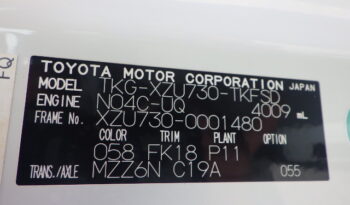 FQ
TOYOTA MOTOR CORPORATION JAPAN
MODEL TKG-XZU730-TKFSD
ENGINE N04C-UQ 4009 mL
FRAME No. XZU730-0001480
COLOR TRIM PLANT OPTION
058 FK18 P11
TRANS./AXLE MZZ6N C19A 055